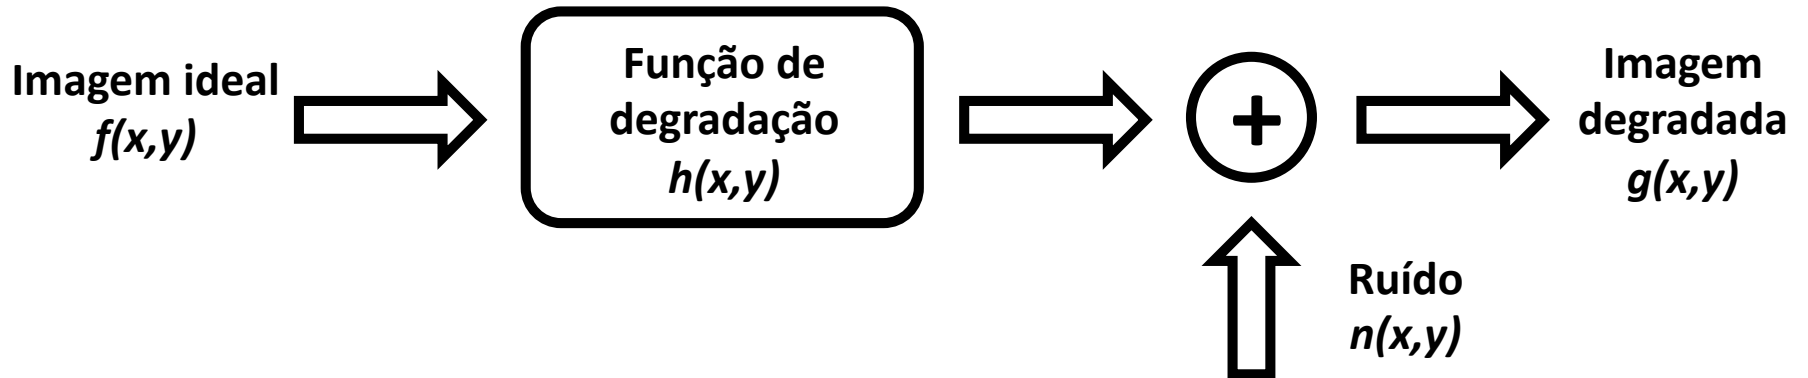 Imagem ideal
f(x,y)
Função de
degradação
h(x,y)
+
Imagem
degradada
g(x,y)
Ruído
n(x,y)